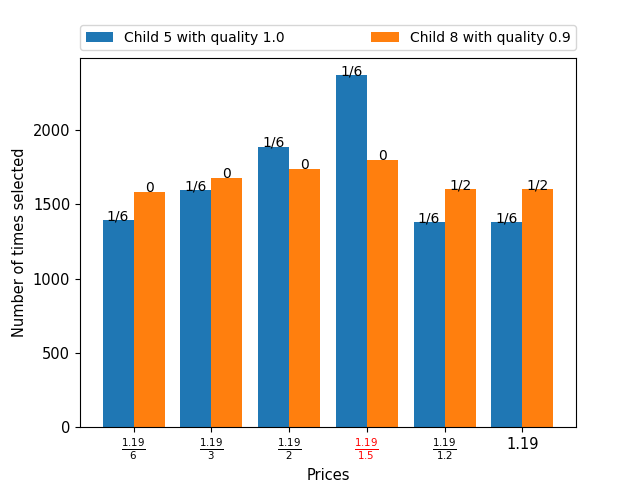 Child 5 with quality 1.0 Child 8 with quality 0.9
Number of times selected
2000
1500
1000
500
0
1/6 0 1/6 0 1/6 0 1/6 0 1/6 1/2 1/6 1/2
1.19/6 1.19/3 1.19/2 1.19/1.5 1.19/1.2 1.19
Prices